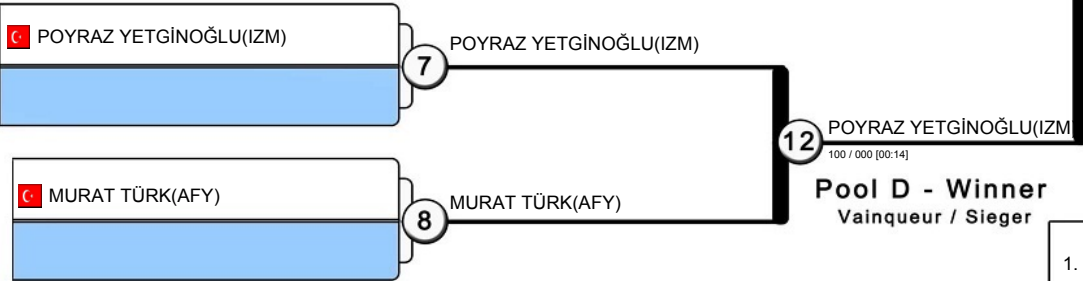 POYRAZ YETGİNOĞLU(IZM)
7
POYRAZ YETGİNOĞLU(IZM)
12
POYRAZ YETGİNOĞLU(IZM
100 / 000 [00:14]
Pool D - Winner
Vainqueur / Sieger
MURAT TÜRK(AFY)
8
MURAT TÜRK(AFY)
1.